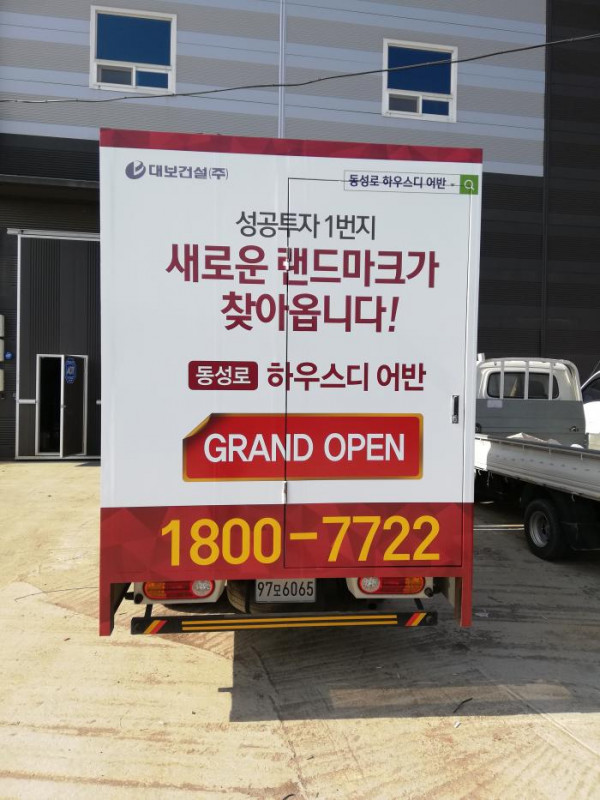 대보건설(주)
동성로 하우스디 어반
성공투자 1번지
새로운 랜드마크가
찾아옵니다!
동성로 하우스디 어반
GRAND OPEN
1800-7722
97모6065